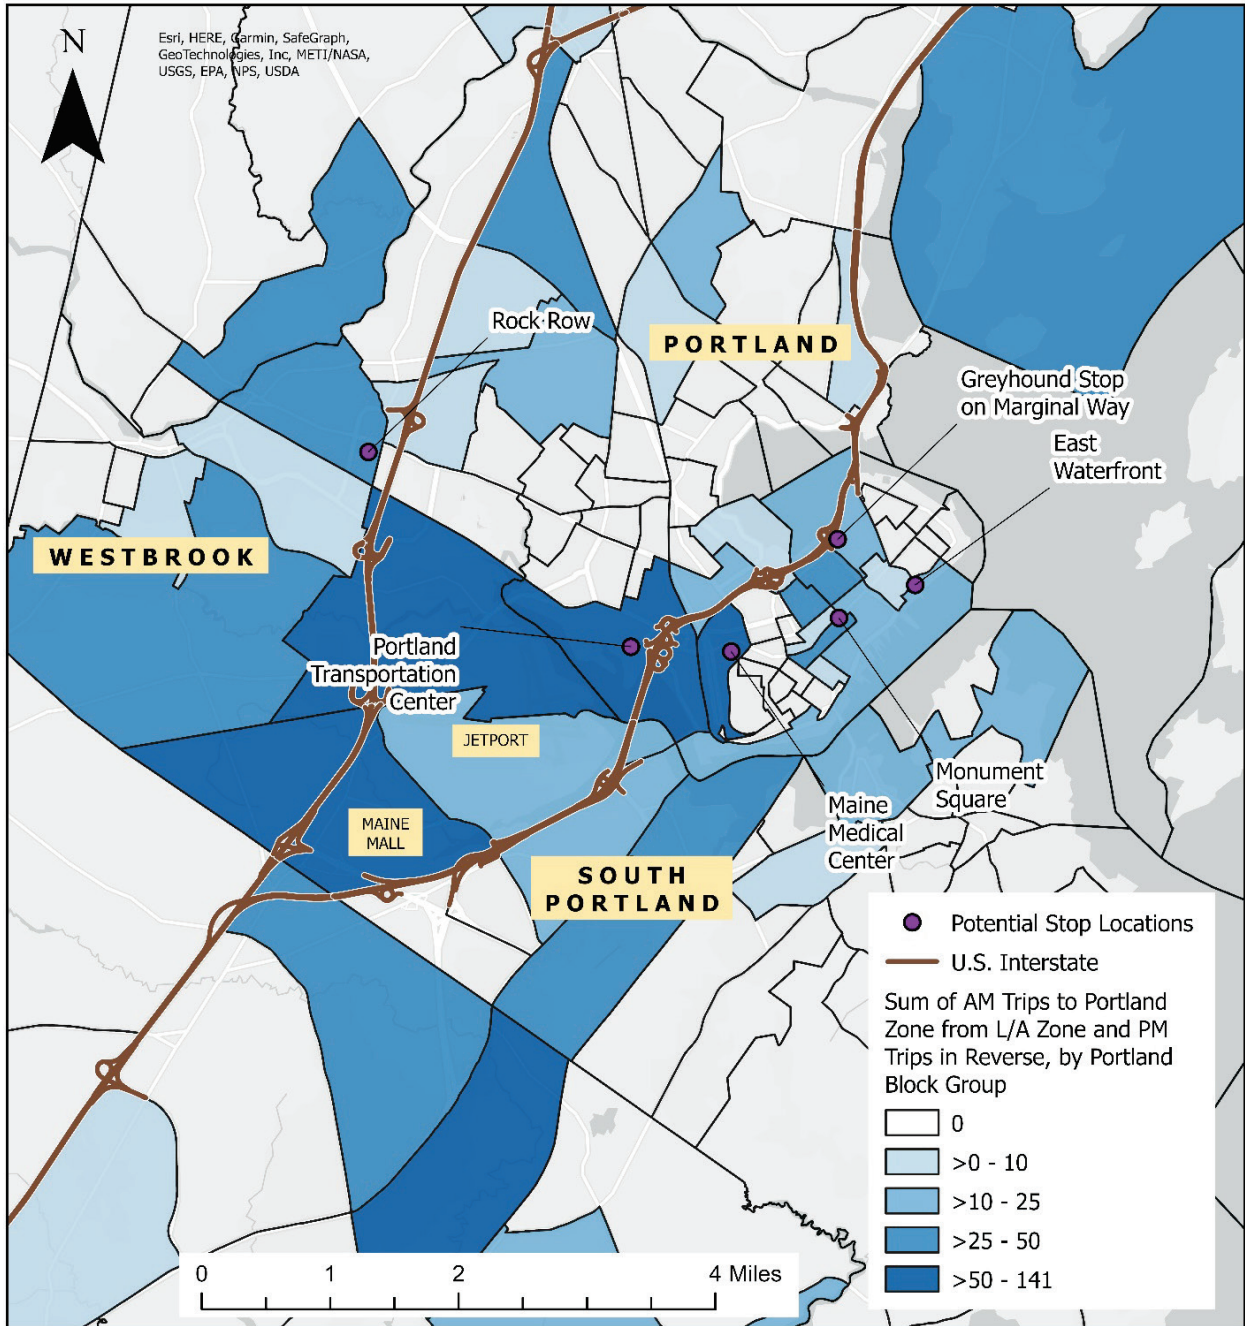 N
Esri, HERE, Garmin, SafeGraph,
GeoTechnologies, Inc, METI/NASA,
USGS, EPA, NPS, USDA
Rock Row
PORTLAND
Greyhound Stop
on Marginal Way
East
Waterfront
WESTBROOK
Portland
Transportation
Center
JETPORT
MAINE
MALL
SOUTH
PORTLAND
Maine
Medical
Center
Monument
Square
Potential Stop Locations
U.S. Interstate
Sum of AM Trips to Portland
Zone from L/A Zone and PM
Trips in Reverse, by Portland
Block Group
0
>0 - 10
>10 - 25
>25 - 50
>50 - 141
0 1 2 4 Miles